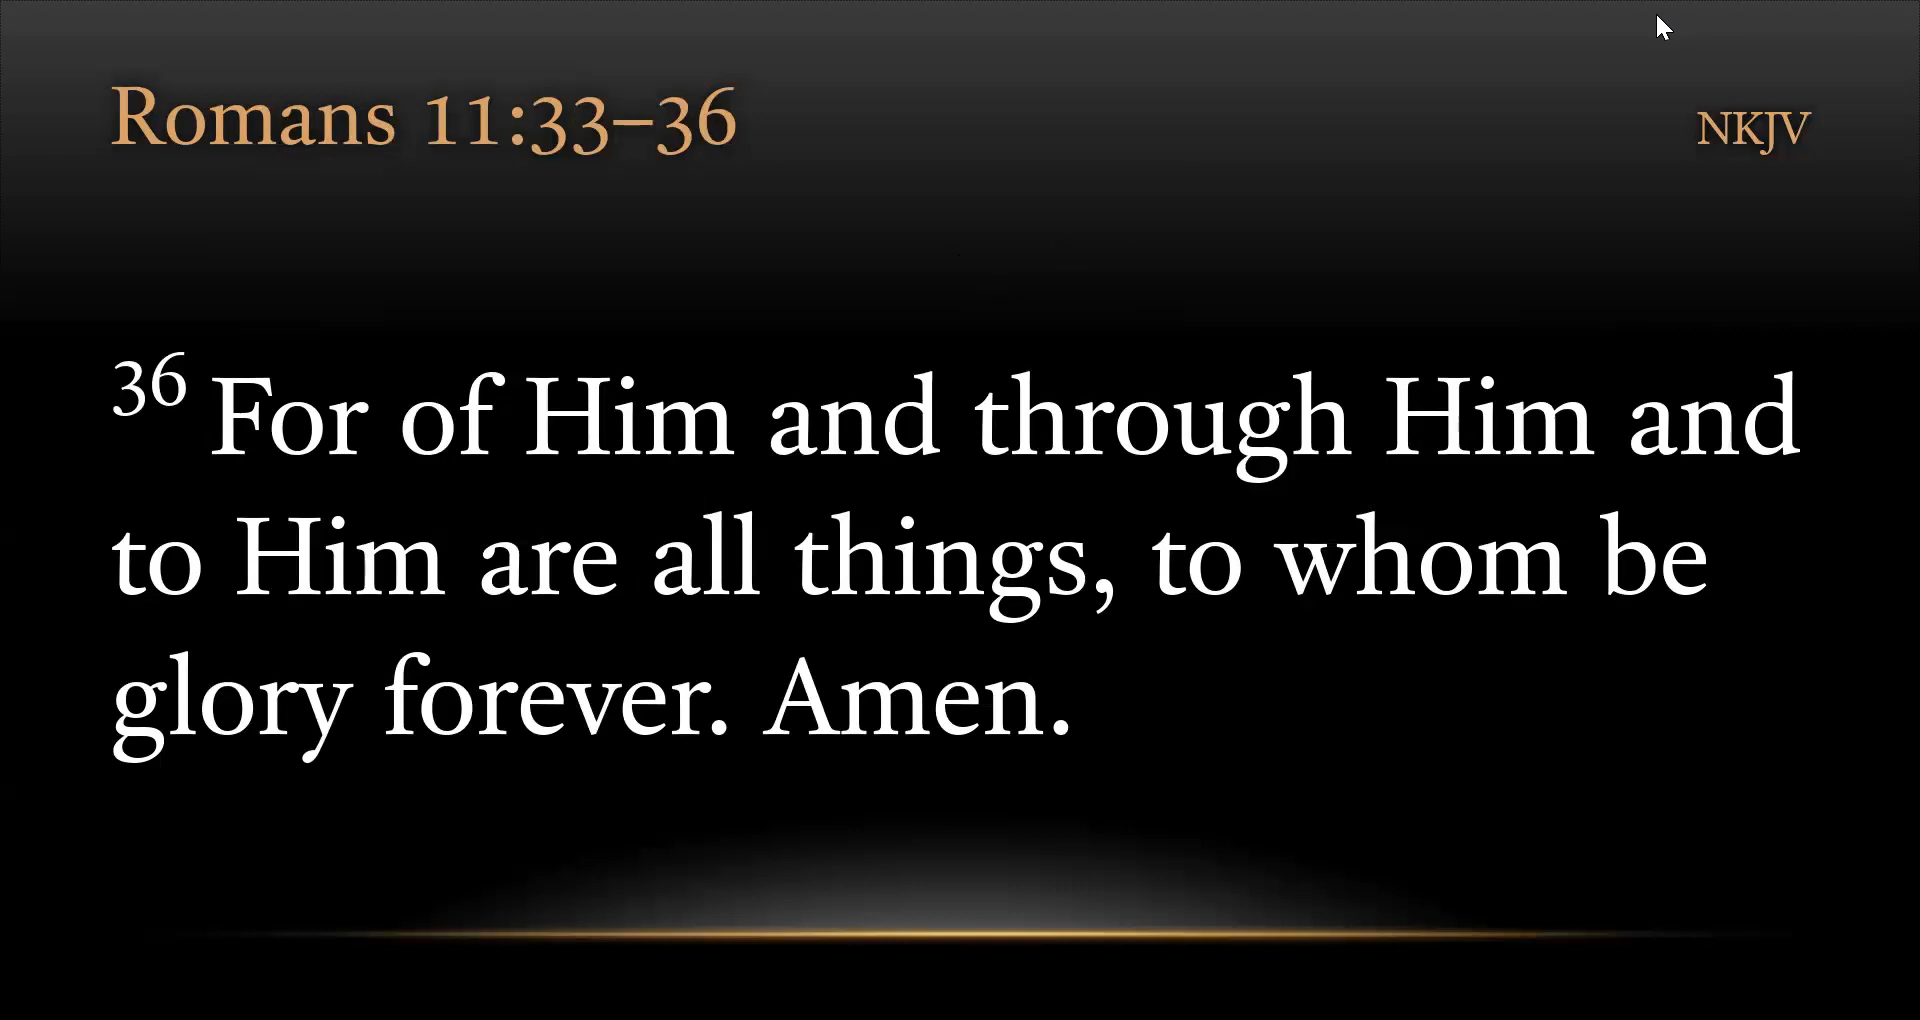 Romans 11:33–36
NKJV
36 For of Him and through Him and
to Him are all things, to whom be
glory forever. Amen.